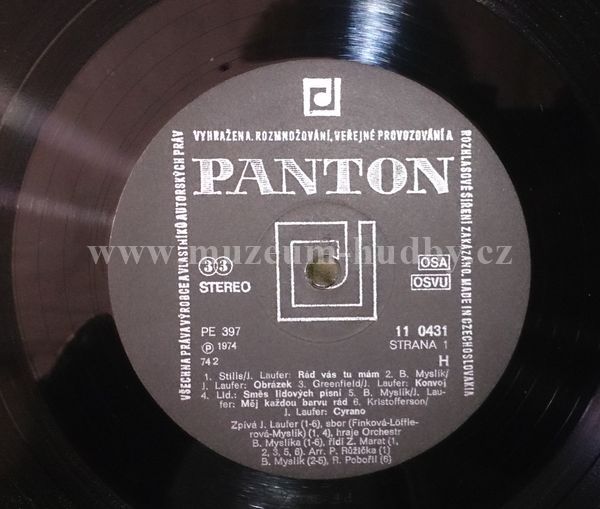 VŠECHNA PRÁVA VÝROBCE A VLASTNÍKŮ AUTORSKÝCH PRÁV
VYHRAŽENA. ROZMNOŽOVÁNÍ, VEŘEJNÉ PROVOZOVÁNÍ A
ROZHLASOVÉ ŠÍŘENÍ ZAKÁZÁNO. MADE IN CZECHOSLOVAKIA
PANTON
www.muzeum-hudby.cz
33
STEREO
OSA
OSVU
PE 397
11 0431
Ⓟ 1974
STRANA 1
74 2
H
1. Stills/J. Laufer: Rád vás tu mám 2. B. Myslík/
J. Laufer: Obrázek 3. Greenfield/J. Laufer: Konvoj
4. Lid.: Směs lidových písní 5. B. Myslík/J. Lau-
fer: Měj každou barvu rád 6. Kristofferson/
J. Laufer: Cyrano
Zpívá J. Laufer (1-6), sbor (Finková-Löffle-
rová-Myslík) (1, 4), hraje Orchestr
B. Myslíka (1-6), řídí Z. Marat (1,
2, 3, 5, 6). Arr. P. Růžička (1)
B. Myslík (2-5), R. Pobořil (6)